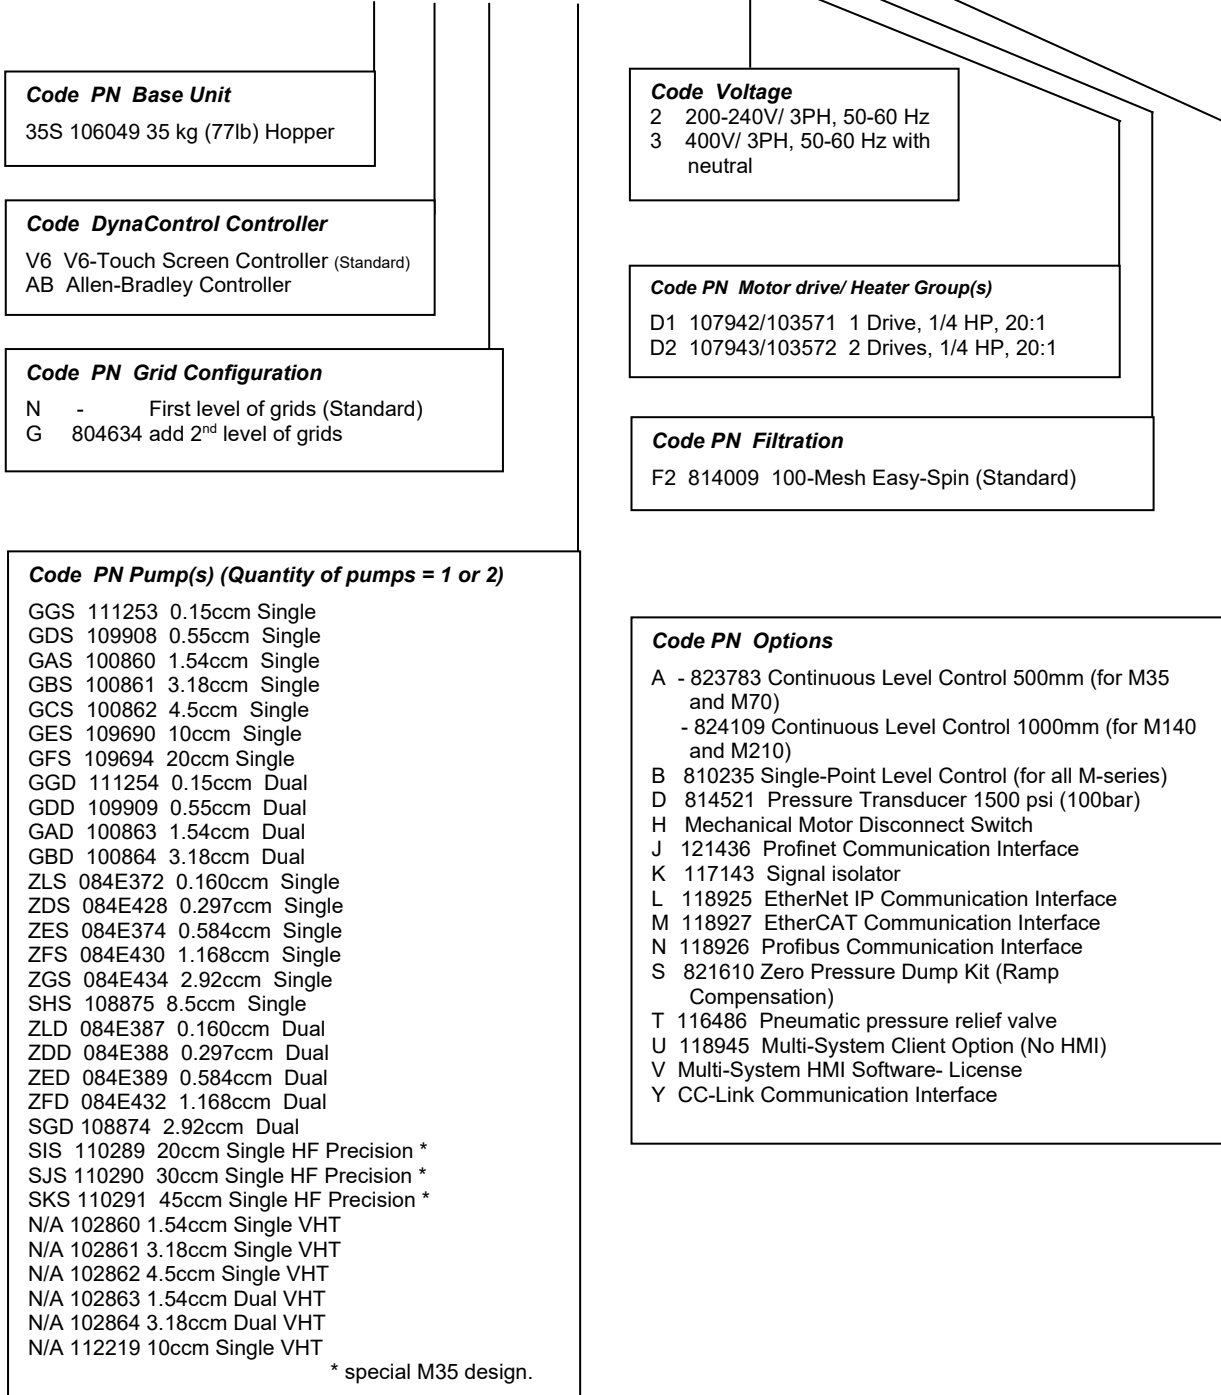 Code PN Base Unit
35S 106049 35 kg (77lb) Hopper
Code DynaControl Controller
V6 V6-Touch Screen Controller (Standard)
AB Allen-Bradley Controller
Code PN Grid Configuration
N - First level of grids (Standard)
G 804634 add 2nd level of grids
Code PN Pump(s) (Quantity of pumps = 1 or 2)
GGS 111253 0.15ccm Single
GDS 109908 0.55ccm Single
GAS 100860 1.54ccm Single
GBS 100861 3.18ccm Single
GCS 100862 4.5ccm Single
GES 109690 10ccm Single
GFS 109694 20ccm Single
GGD 111254 0.15ccm Dual
GDD 109909 0.55ccm Dual
GAD 100863 1.54ccm Dual
GBD 100864 3.18ccm Dual
ZLS 084E372 0.160ccm Single
ZDS 084E428 0.297ccm Single
ZES 084E374 0.584ccm Single
ZFS 084E430 1.168ccm Single
ZGS 084E434 2.92ccm Single
SHS 108875 8.5ccm Single
ZLD 084E387 0.160ccm Dual
ZDD 084E388 0.297ccm Dual
ZED 084E389 0.584ccm Dual
ZFD 084E432 1.168ccm Dual
SGD 108874 2.92ccm Dual
SIS 110289 20ccm Single HF Precision *
SJS 110290 30ccm Single HF Precision *
SKS 110291 45ccm Single HF Precision *
N/A 102860 1.54ccm Single VHT
N/A 102861 3.18ccm Single VHT
N/A 102862 4.5ccm Single VHT
N/A 102863 1.54ccm Dual VHT
N/A 102864 3.18ccm Dual VHT
N/A 112219 10ccm Single VHT
* special M35 design.
Code Voltage
2 200-240V/ 3PH, 50-60 Hz
3 400V/ 3PH, 50-60 Hz with
neutral
Code PN Motor drive/ Heater Group(s)
D1 107942/103571 1 Drive, 1/4 HP, 20:1
D2 107943/103572 2 Drives, 1/4 HP, 20:1
Code PN Filtration
F2 814009 100-Mesh Easy-Spin (Standard)
Code PN Options
A - 823783 Continuous Level Control 500mm (for M35
and M70)
- 824109 Continuous Level Control 1000mm (for M140
and M210)
B 810235 Single-Point Level Control (for all M-series)
D 814521 Pressure Transducer 1500 psi (100bar)
H Mechanical Motor Disconnect Switch
J 121436 Profinet Communication Interface
K 117143 Signal isolator
L 118925 EtherNet IP Communication Interface
M 118927 EtherCAT Communication Interface
N 118926 Profibus Communication Interface
S 821610 Zero Pressure Dump Kit (Ramp
Compensation)
T 116486 Pneumatic pressure relief valve
U 118945 Multi-System Client Option (No HMI)
V Multi-System HMI Software- License
Y CC-Link Communication Interface